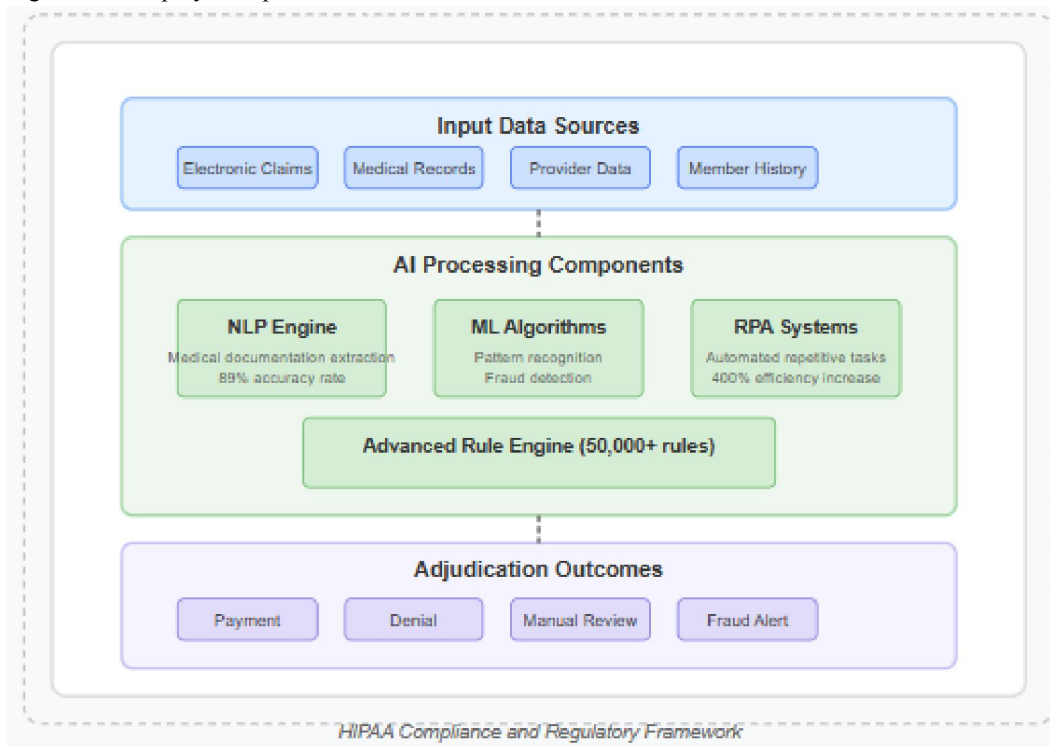 Input Data Sources
Electronic Claims Medical Records Provider Data Member History
AI Processing Components
NLP Engine ML Algorithms RPA Systems
Medical documentation extraction Pattern recognition Automated repetitive tasks
89% accuracy rate Fraud detection 400% efficiency increase
Advanced Rule Engine (50,000+ rules)
Adjudication Outcomes
Payment Denial Manual Review Fraud Alert
HIPAA Compliance and Regulatory Framework